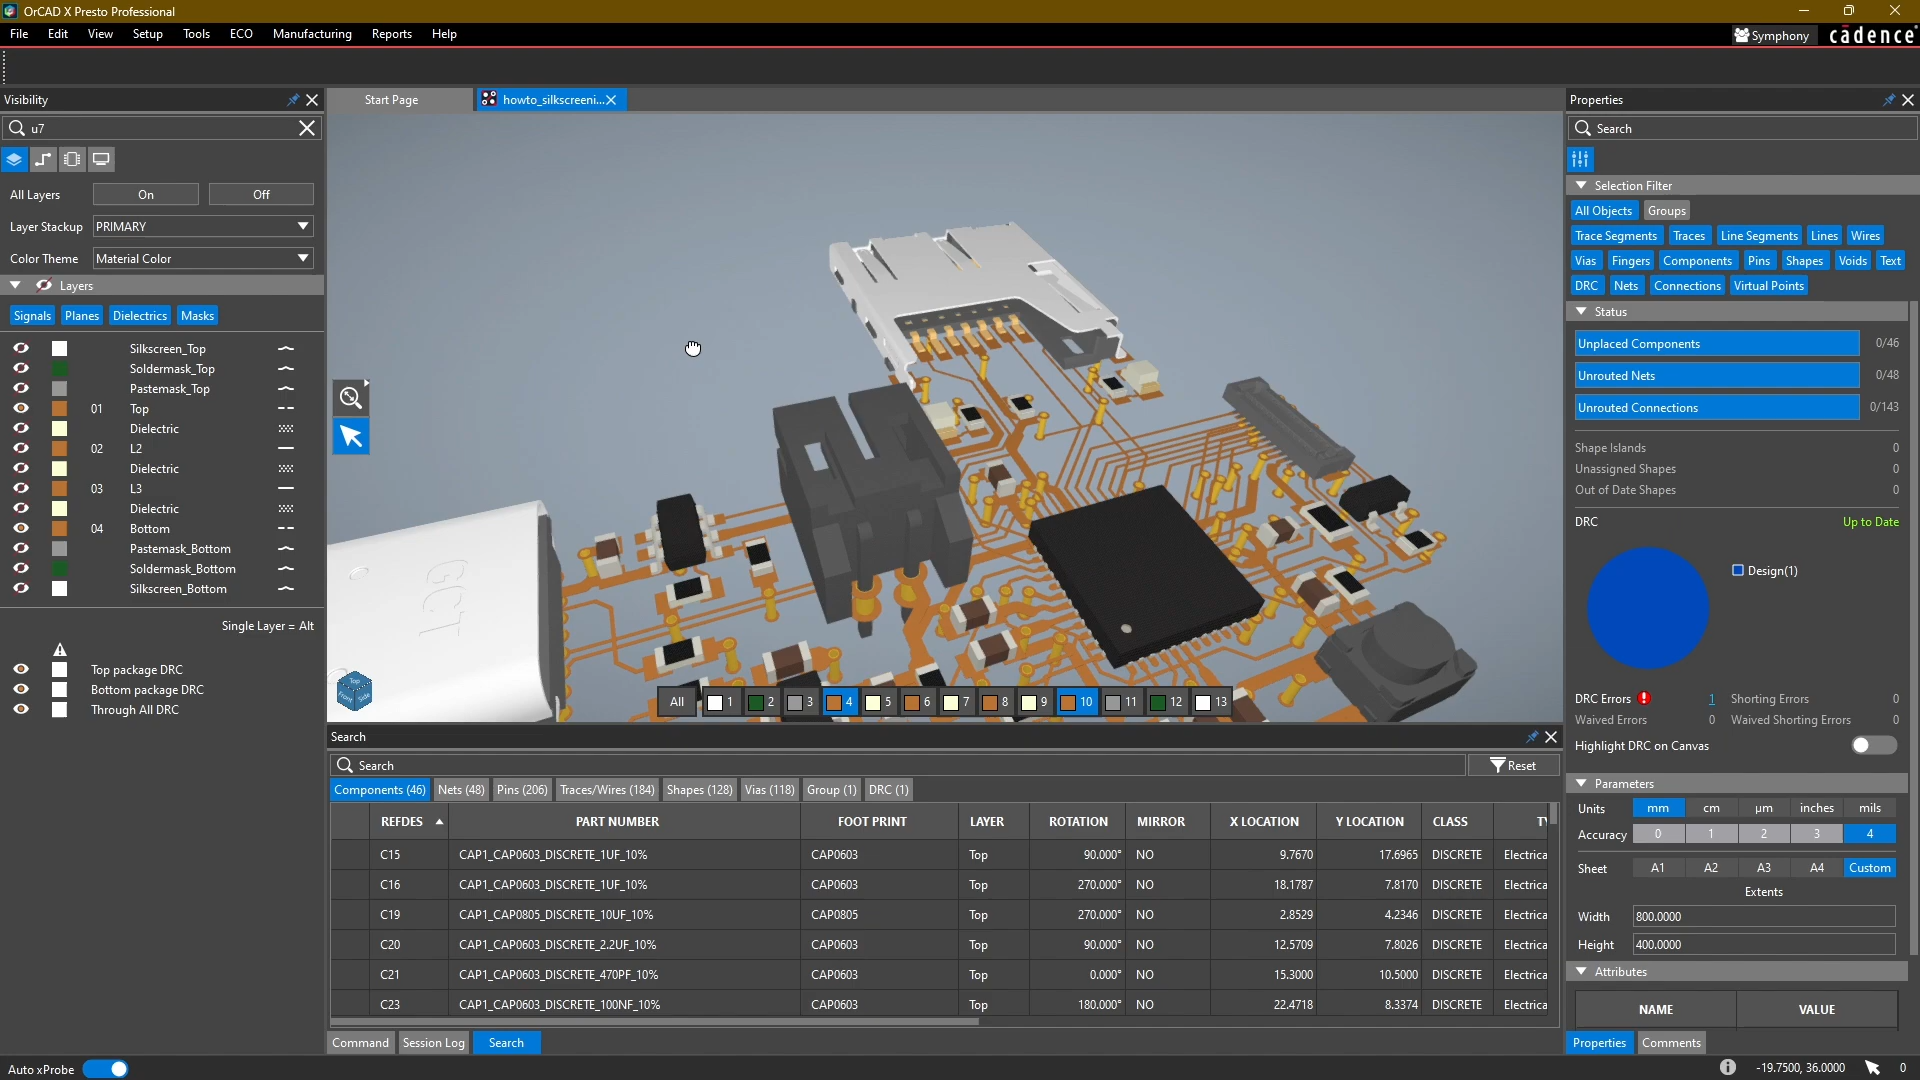 OrCAD X Presto Professional
File Edit View Setup Tools ECO Manufacturing Reports Help
Symphony cadence
Visibility
u7
All Layers On Off
Layer Stackup PRIMARY
Color Theme Material Color
Layers
Signals Planes Dielectrics Masks
Silkscreen_Top
Soldermask_Top
Pastemask_Top
01 Top
Dielectric
02 L2
Dielectric
03 L3
Dielectric
04 Bottom
Pastemask_Bottom
Soldermask_Bottom
Silkscreen_Bottom
Single Layer = Alt
Top package DRC
Bottom package DRC
Through All DRC
Auto xProbe
Start Page howto_silkscreeni...
GCT
Top
Front
Side
All 1 2 3 4 5 6 7 8 9 10 11 12 13
Search
Search
Reset
Components (46) Nets (48) Pins (206) Traces/Wires (184) Shapes (128) Vias (118) Group (1) DRC (1)
REFDES PART NUMBER FOOT PRINT LAYER ROTATION MIRROR X LOCATION Y LOCATION CLASS TY
C15 CAP1_CAP0603_DISCRETE_1UF_10% CAP0603 Top 90.000° NO 9.7670 17.6965 DISCRETE Electrica
C16 CAP1_CAP0603_DISCRETE_1UF_10% CAP0603 Top 270.000° NO 18.1787 7.8170 DISCRETE Electrica
C19 CAP1_CAP0805_DISCRETE_10UF_10% CAP0805 Top 270.000° NO 2.8529 4.2346 DISCRETE Electrica
C20 CAP1_CAP0603_DISCRETE_2.2UF_10% CAP0603 Top 90.000° NO 12.5709 7.8026 DISCRETE Electrica
C21 CAP1_CAP0603_DISCRETE_470PF_10% CAP0603 Top 0.000° NO 15.3000 10.5000 DISCRETE Electrica
C23 CAP1_CAP0603_DISCRETE_100NF_10% CAP0603 Top 180.000° NO 22.4718 8.3374 DISCRETE Electrica
Command Session Log Search
Properties
Search
Selection Filter
All Objects Groups
Trace Segments Traces Line Segments Lines Wires
Vias Fingers Components Pins Shapes Voids Text
DRC Nets Connections Virtual Points
Status
Unplaced Components 0/46
Unrouted Nets 0/48
Unrouted Connections 0/143
Shape Islands 0
Unassigned Shapes 0
Out of Date Shapes 0
DRC Up to Date
Design(1)
DRC Errors 1 Shorting Errors 0
Waived Errors 0 Waived Shorting Errors 0
Highlight DRC on Canvas
Parameters
Units mm cm µm inches mils
Accuracy 0 1 2 3 4
Sheet A1 A2 A3 A4 Custom
Extents
Width 800.0000
Height 400.0000
Attributes
NAME VALUE
Properties Comments
-19.7500, 36.0000 0